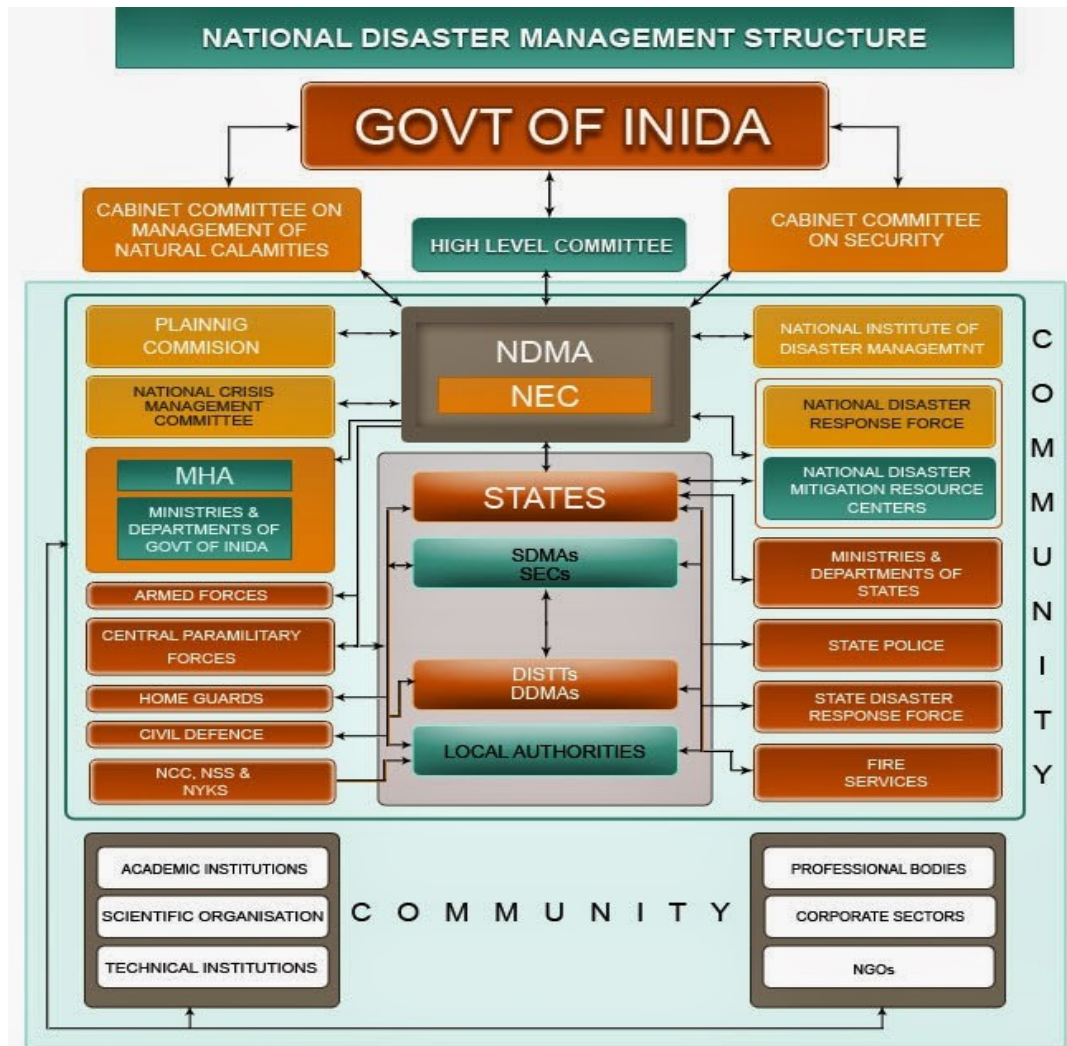 NATIONAL DISASTER MANAGEMENT STRUCTURE
GOVT OF INIDA
CABINET COMMITTEE ON
MANAGEMENT OF
NATURAL CALAMITIES
HIGH LEVEL COMMITTEE
CABINET COMMITTEE
ON SECURITY
PLAINNIG
COMMISION
NDMA
NEC
NATIONAL INSTITUTE OF
DISASTER MANAGEMTNT
NATIONAL CRISIS
MANAGEMENT
COMMITTEE
NATIONAL DISASTER
RESPONSE FORCE
MHA
MINISTRIES &
DEPARTMENTS OF
GOVT OF INIDA
STATES
NATIONAL DISASTER
MITIGATION RESOURCE
CENTERS
SDMAs
SECs
MINISTRIES &
DEPARTMENTS OF
STATES
ARMED FORCES
CENTRAL PARAMILITARY
FORCES
STATE POLICE
HOME GUARDS
DISTTs
DDMAs
STATE DISASTER
RESPONSE FORCE
CIVIL DEFENCE
LOCAL AUTHORITIES
NCC, NSS &
NYKS
FIRE
SERVICES
COMMUNITY
ACADEMIC INSTITUTIONS
SCIENTIFIC ORGANISATION
TECHNICAL INSTITUTIONS
COMMUNITY
PROFESSIONAL BODIES
CORPORATE SECTORS
NGOs